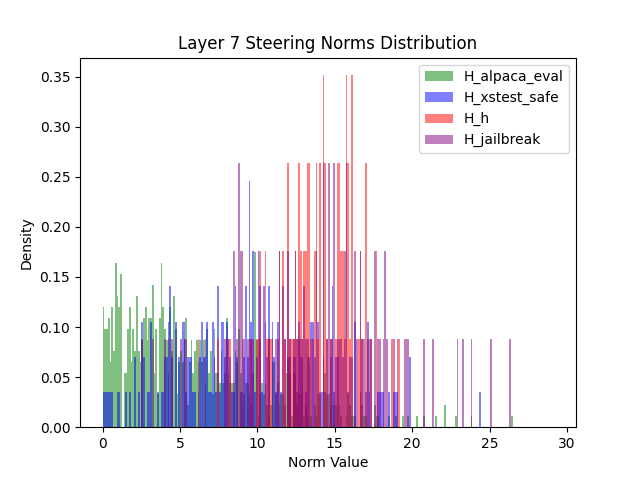 Layer 7 Steering Norms Distribution
H_alpaca_eval
H_xstest_safe
H_h
H_jailbreak
Density
0.35
0.30
0.25
0.20
0.15
0.10
0.05
0.00
0
5
10
15
20
25
30
Norm Value